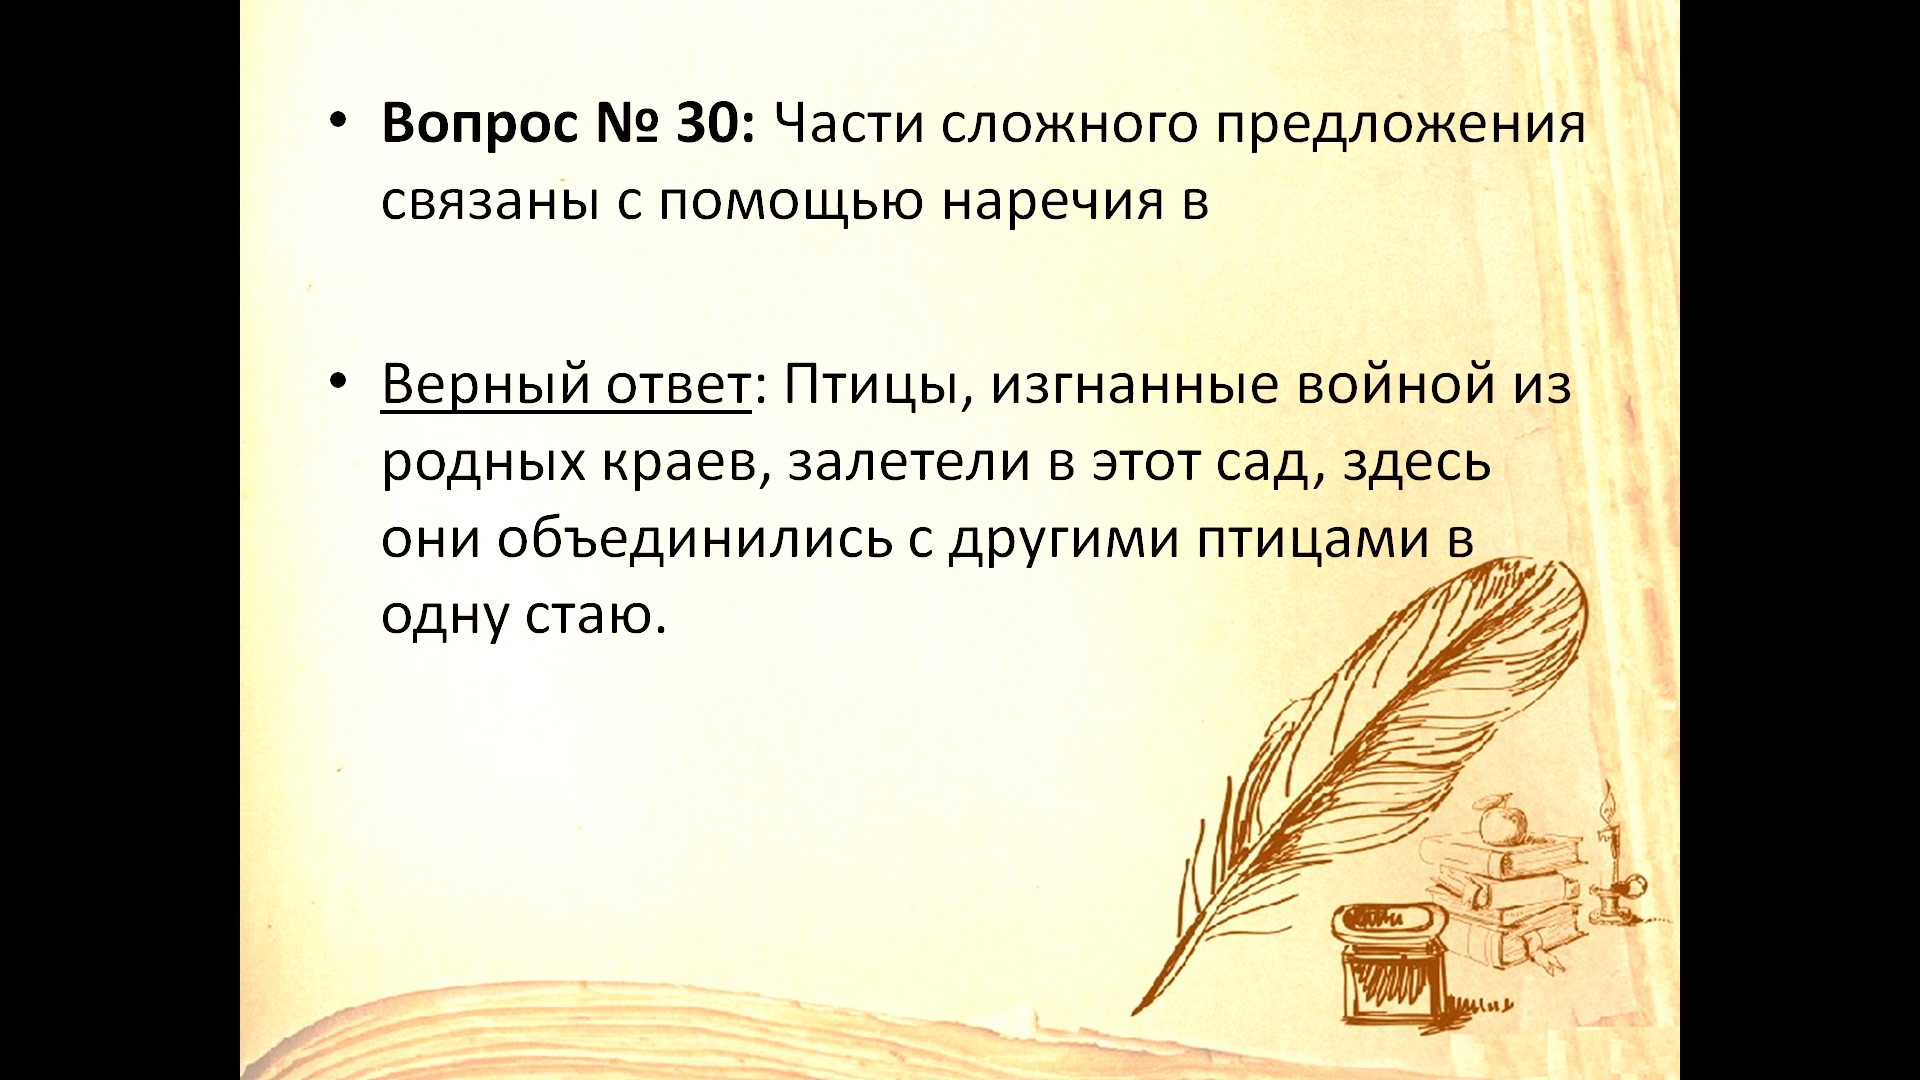 • Вопрос № 30: Части сложного предложения
связаны с помощью наречия в
• Верный ответ: Птицы, изгнанные войной из
родных краев, залетели в этот сад, здесь
они объединились с другими птицами в
одну стаю.